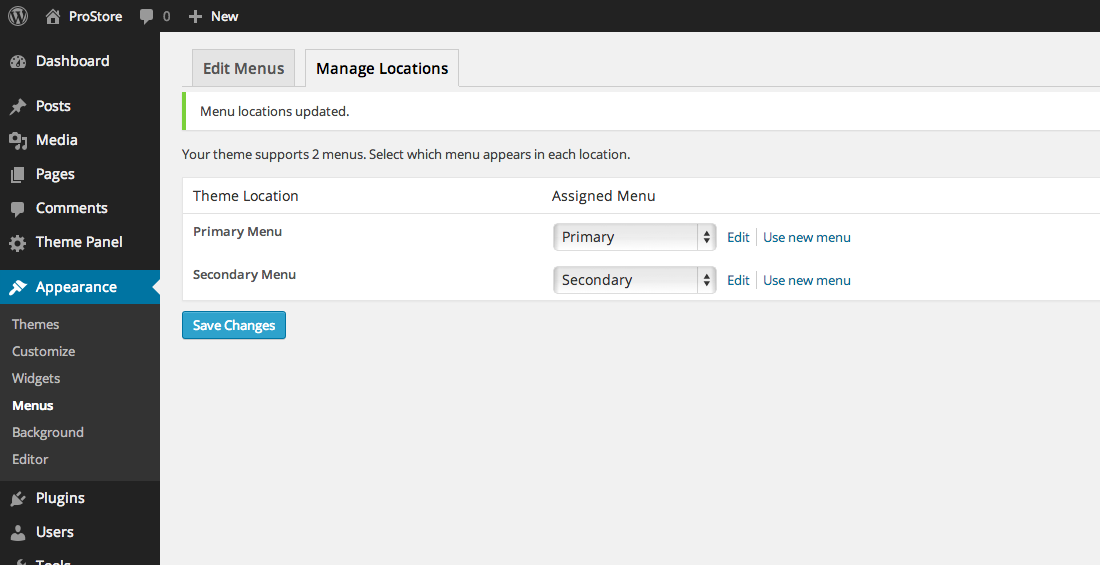 ProStore 0 New
Dashboard
Posts
Media
Pages
Comments
Theme Panel
Appearance
Themes
Customize
Widgets
Menus
Background
Editor
Plugins
Users
Tools
Edit Menus Manage Locations
Menu locations updated.
Your theme supports 2 menus. Select which menu appears in each location.
Theme Location Assigned Menu
Primary Menu Primary Edit Use new menu
Secondary Menu Secondary Edit Use new menu
Save Changes